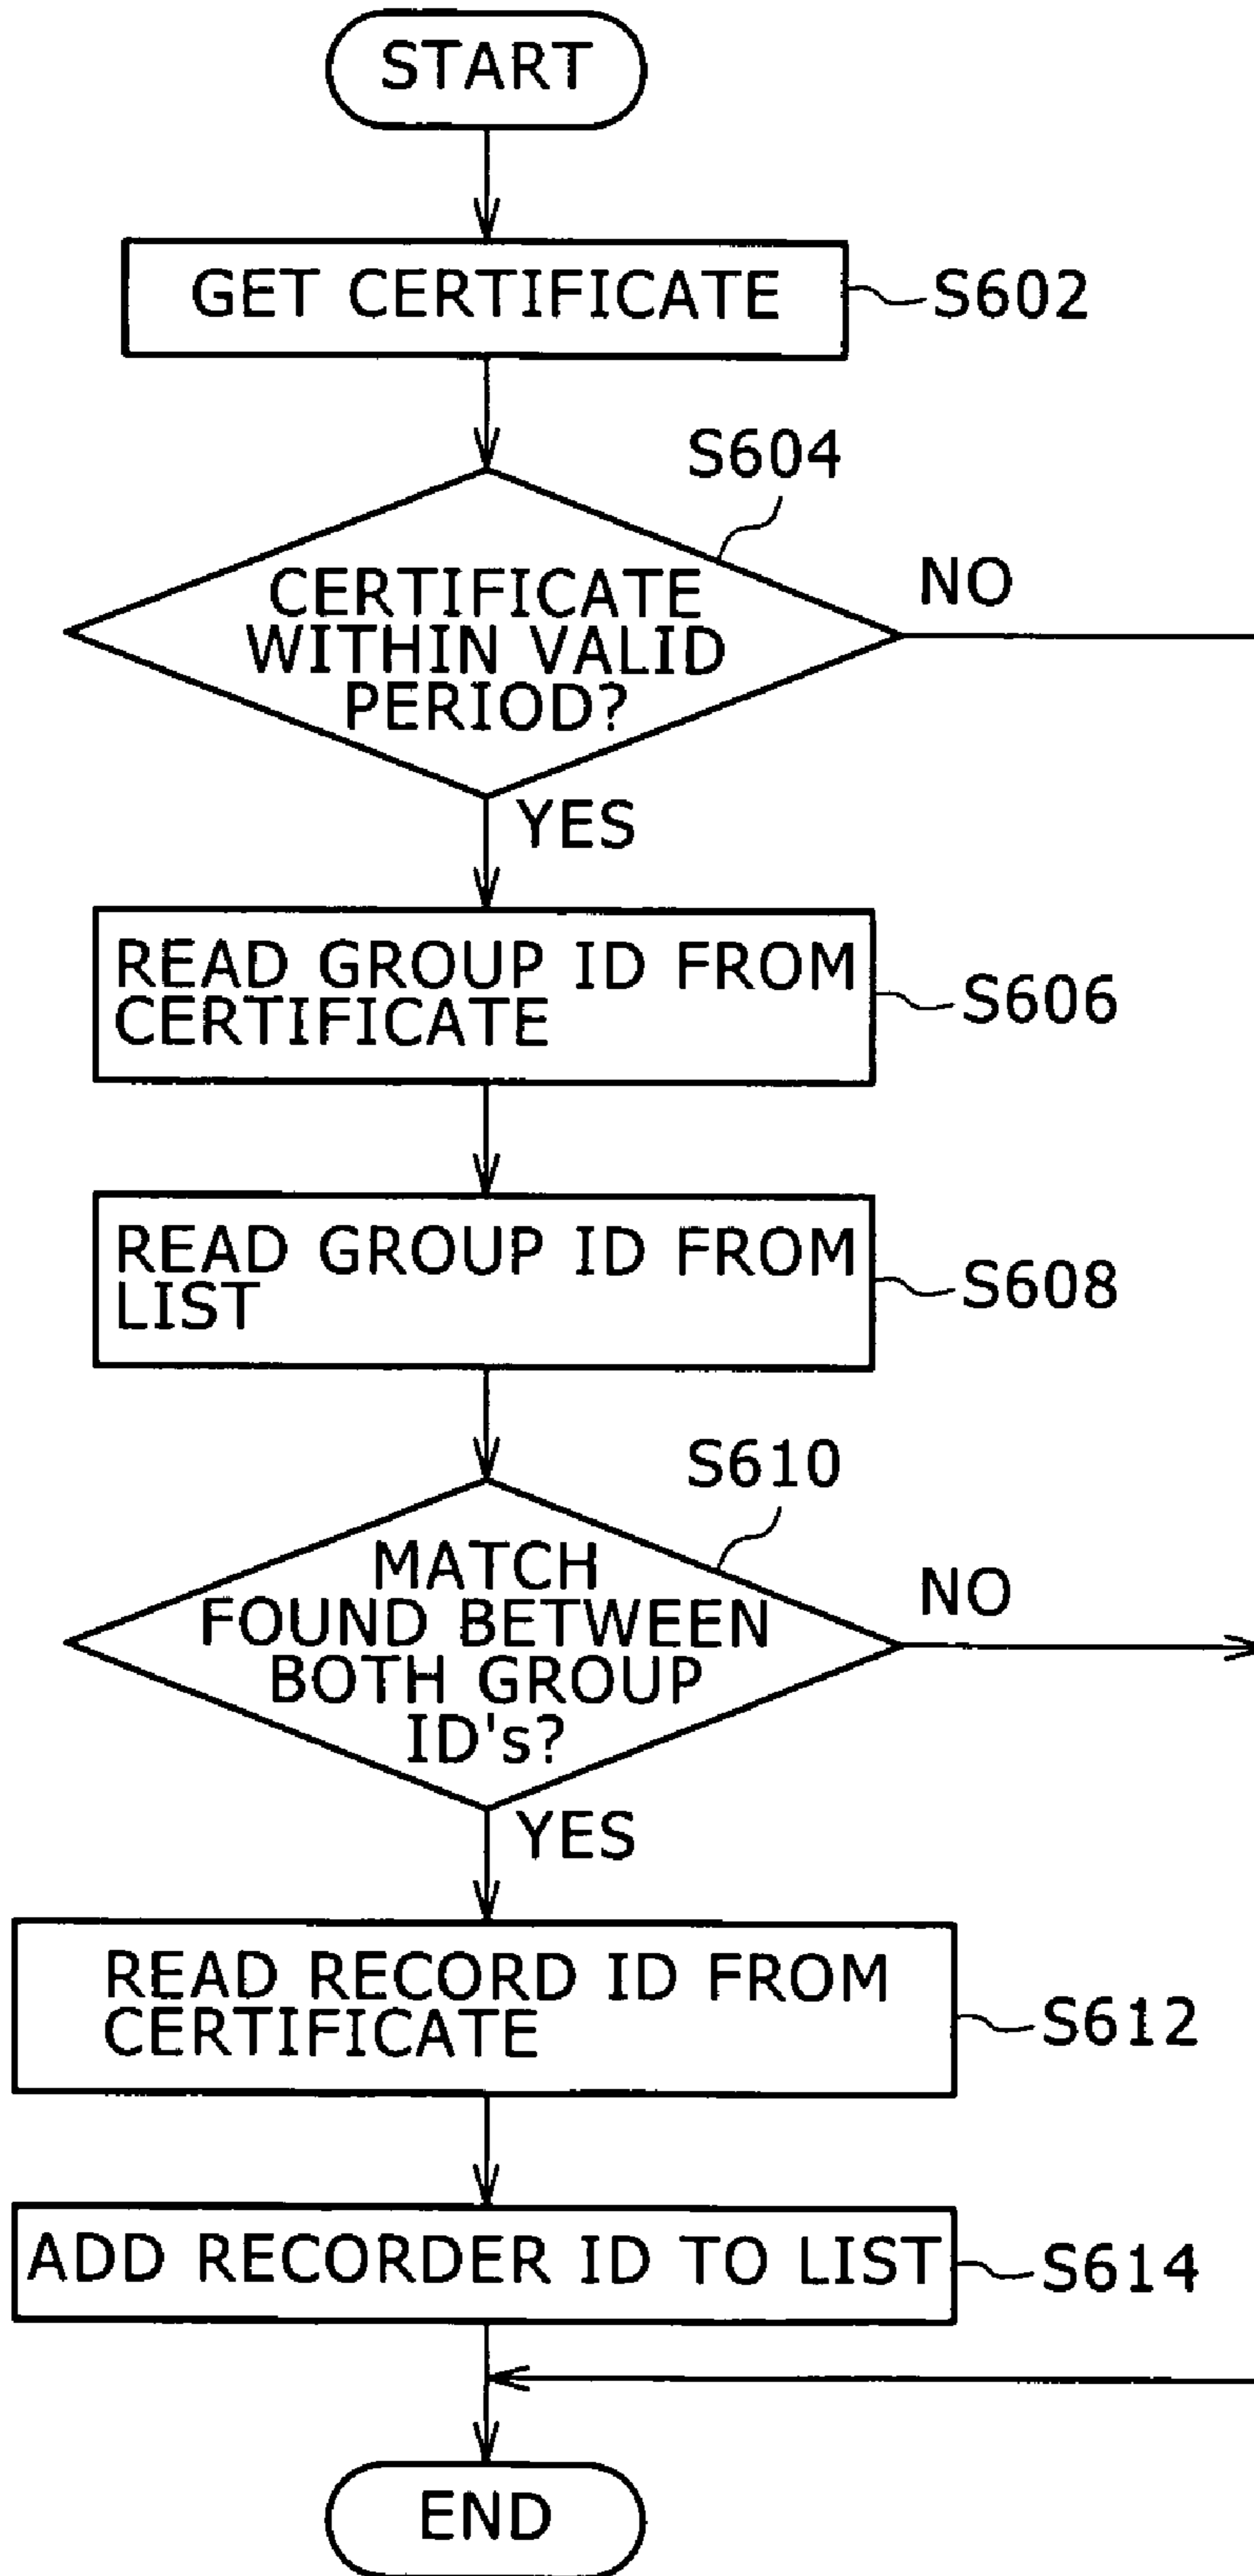 START
GET CERTIFICATE
S602
S604
CERTIFICATE
WITHIN VALID
PERIOD?
NO
YES
READ GROUP ID FROM
CERTIFICATE
S606
READ GROUP ID FROM
LIST
S608
S610
MATCH
FOUND BETWEEN
BOTH GROUP
ID's?
NO
YES
READ RECORD ID FROM
CERTIFICATE
S612
ADD RECORDER ID TO LIST
S614
END